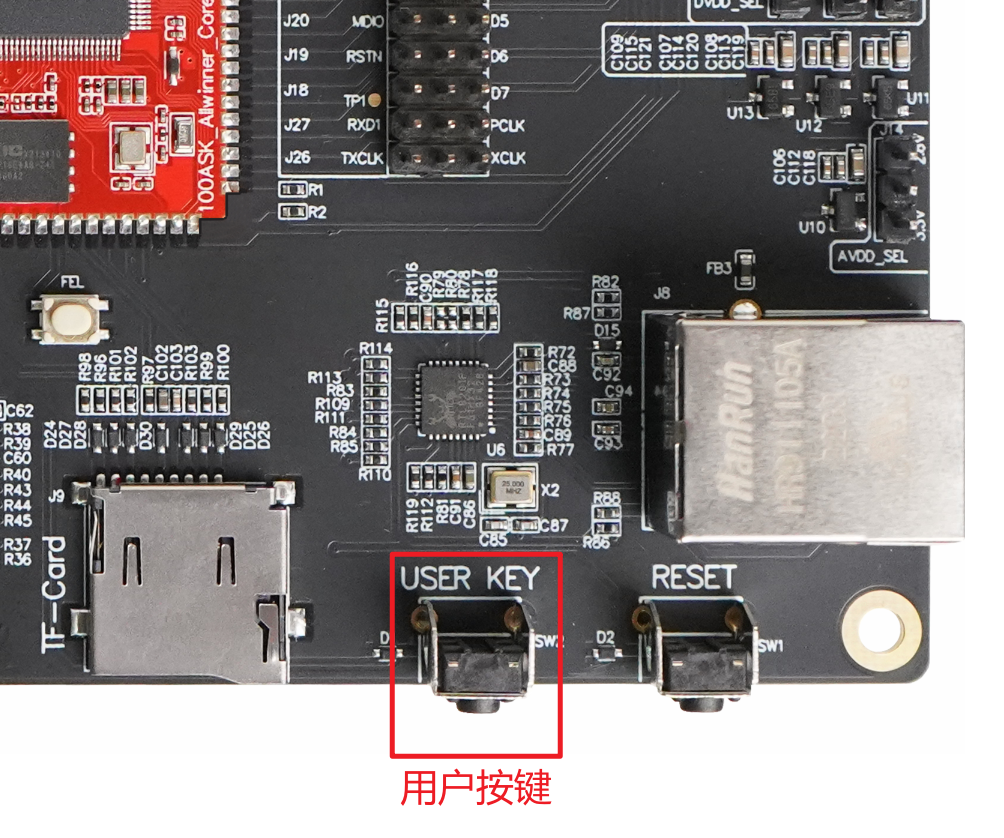 J20 MDIO D5
J19 RSTN D6
J18 D7
TP1
J27 RXD1 PCLK
J26 TXCLK XCLK
R1
R2
100ASK_Allwinner_Core
DVDD_SEL
C109
C115
C121
C107
C114
C120
C108
C113
C119
U13
U12
U11
J14
2.8V
3.3V
C106
C112
C118
U10
AVDD_SEL
FB3
J8
FEL
R115
R116
C90
R79
R80
R78
R117
R118
R82
R87
D15
C92
C94
C93
R98
R96
R101
R102
R97
C102
C103
R103
R99
R100
R114
R113
R83
R109
R111
R84
R85
R110
R72
C88
R73
R74
R75
R76
C89
R77
U6
HanRun
C62
R38
R39
C60
R40
R43
R44
R45
R37
R36
D24
D27
D28
D30
D29
D25
D26
J9
R119
R112
R81
C91
C86
25.000
MHZ
X2
C85
C87
R88
R86
TF-Card
USER KEY
RESET
SW2
D2
SW1
用户按键